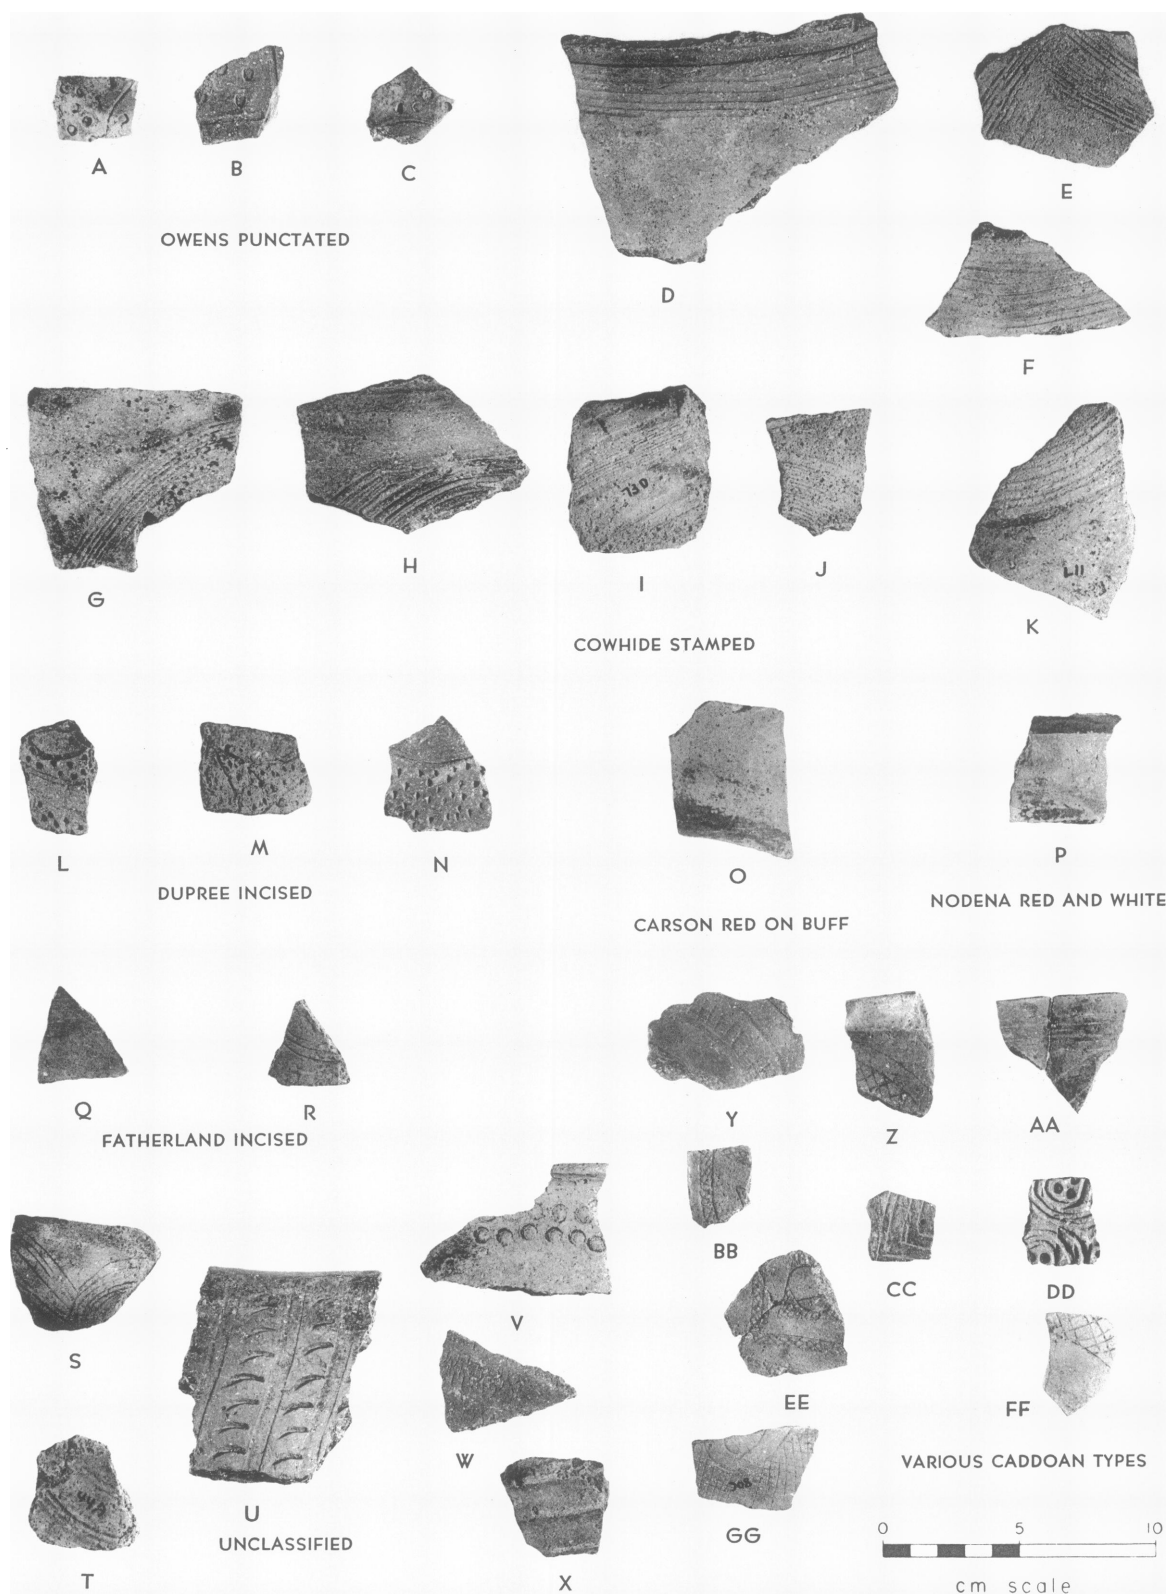 A B C
OWENS PUNCTATED
D
E
F
G H I J
730
K
LII
COWHIDE STAMPED
L M N
DUPREE INCISED
O
CARSON RED ON BUFF
P
NODENA RED AND WHITE
Q R
FATHERLAND INCISED
S
T
U
UNCLASSIFIED
V
W
X
Y Z AA
BB CC DD
EE FF
GG
VARIOUS CADDOAN TYPES
0 5 10
cm scale